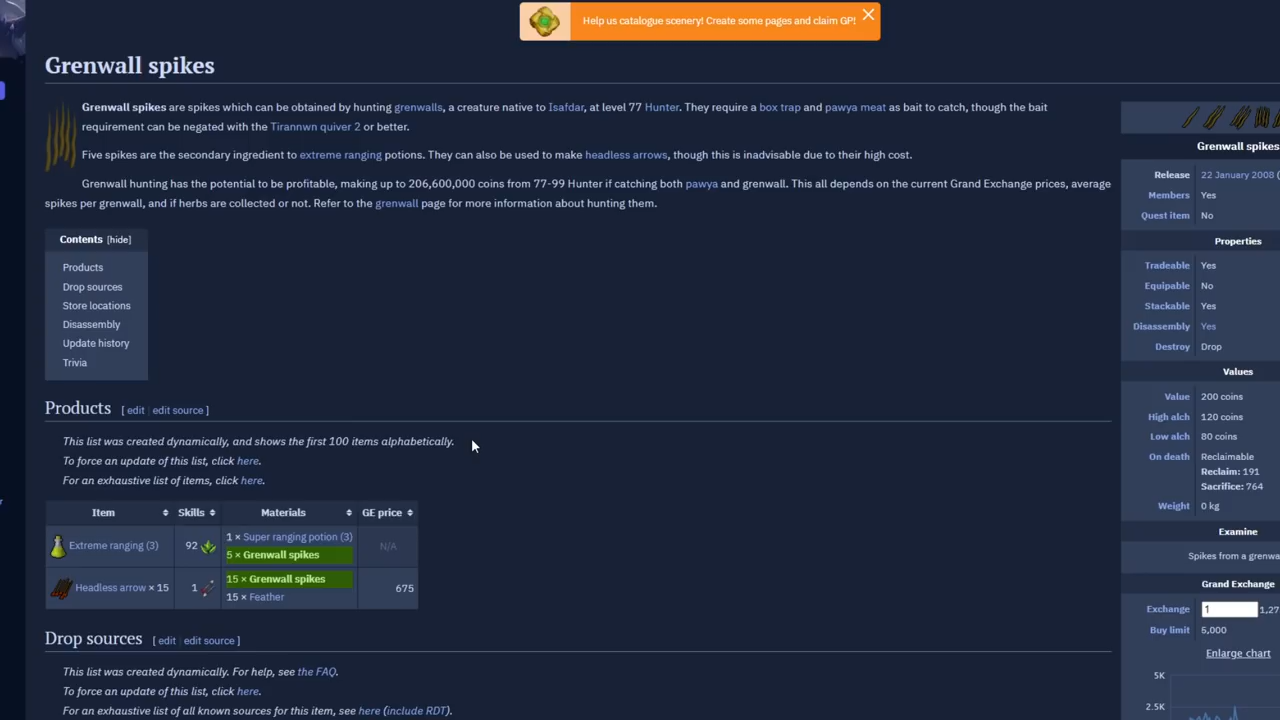 Help us catalogue scenery! Create some pages and claim GP!
Grenwall spikes
Grenwall spikes are spikes which can be obtained by hunting grenwalls, a creature native to Isafdar, at level 77 Hunter. They require a box trap and pawya meat as bait to catch, though the bait
requirement can be negated with the Tirannwn quiver 2 or better.
Five spikes are the secondary ingredient to extreme ranging potions. They can also be used to make headless arrows, though this is inadvisable due to their high cost.
Grenwall hunting has the potential to be profitable, making up to 206,600,000 coins from 77-99 Hunter if catching both pawya and grenwall. This all depends on the current Grand Exchange prices, average
spikes per grenwall, and if herbs are collected or not. Refer to the grenwall page for more information about hunting them.
Contents [hide]
Products
Drop sources
Store locations
Disassembly
Update history
Trivia
Products [ edit | edit source ]
This list was created dynamically, and shows the first 100 items alphabetically.
To force an update of this list, click here.
For an exhaustive list of items, click here.
Item Skills Materials GE price
Extreme ranging (3) 92 1 × Super ranging potion (3) N/A
5 × Grenwall spikes
Headless arrow × 15 1 15 × Grenwall spikes 675
15 × Feather
Drop sources [ edit | edit source ]
This list was created dynamically. For help, see the FAQ.
To force an update of this list, click here.
For an exhaustive list of all known sources for this item, see here (include RDT).
Grenwall spikes
Release 22 January 2008 (
Members Yes
Quest item No
Properties
Tradeable Yes
Equipable No
Stackable Yes
Disassembly Yes
Destroy Drop
Values
Value 200 coins
High alch 120 coins
Low alch 80 coins
On death Reclaimable
Reclaim: 191
Sacrifice: 764
Weight 0 kg
Examine
Spikes from a grenwa
Grand Exchange
Exchange 1 1,27
Buy limit 5,000
Enlarge chart
5K
2.5K